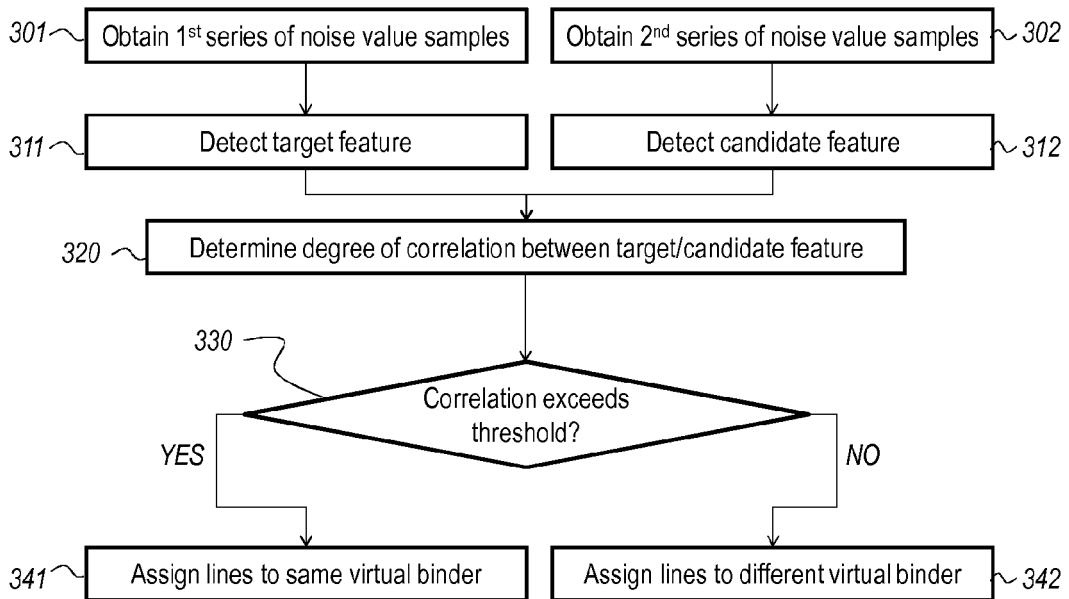 301
Obtain 1st series of noise value samples
Obtain 2nd series of noise value samples
302
311
Detect target feature
Detect candidate feature
312
320
Determine degree of correlation between target/candidate feature
330
Correlation exceeds
threshold?
YES
NO
341
Assign lines to same virtual binder
Assign lines to different virtual binder
342